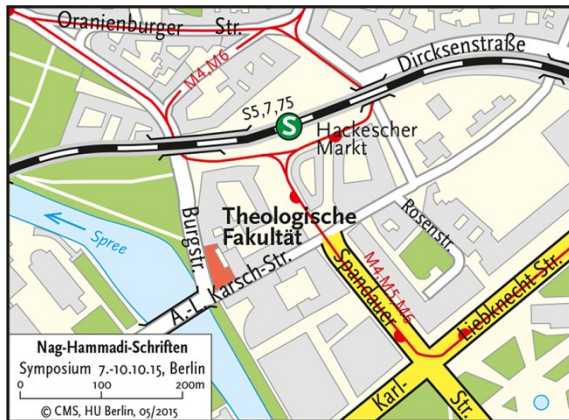 Oranienburger Str.
M4,M6
Dircksenstraße
S5,7,75
S
Hackescher
Markt
Burgstr.
Theologische
Fakultät
Rosenstr.
Spree
A.-L. Karsch-Str.
Spandauer
M4,M5,M6
Liebknecht-Str.
Karl-
Str.
Nag-Hammadi-Schriften
Symposium 7.-10.10.15, Berlin
0 100 200m
© CMS, HU Berlin, 05/2015